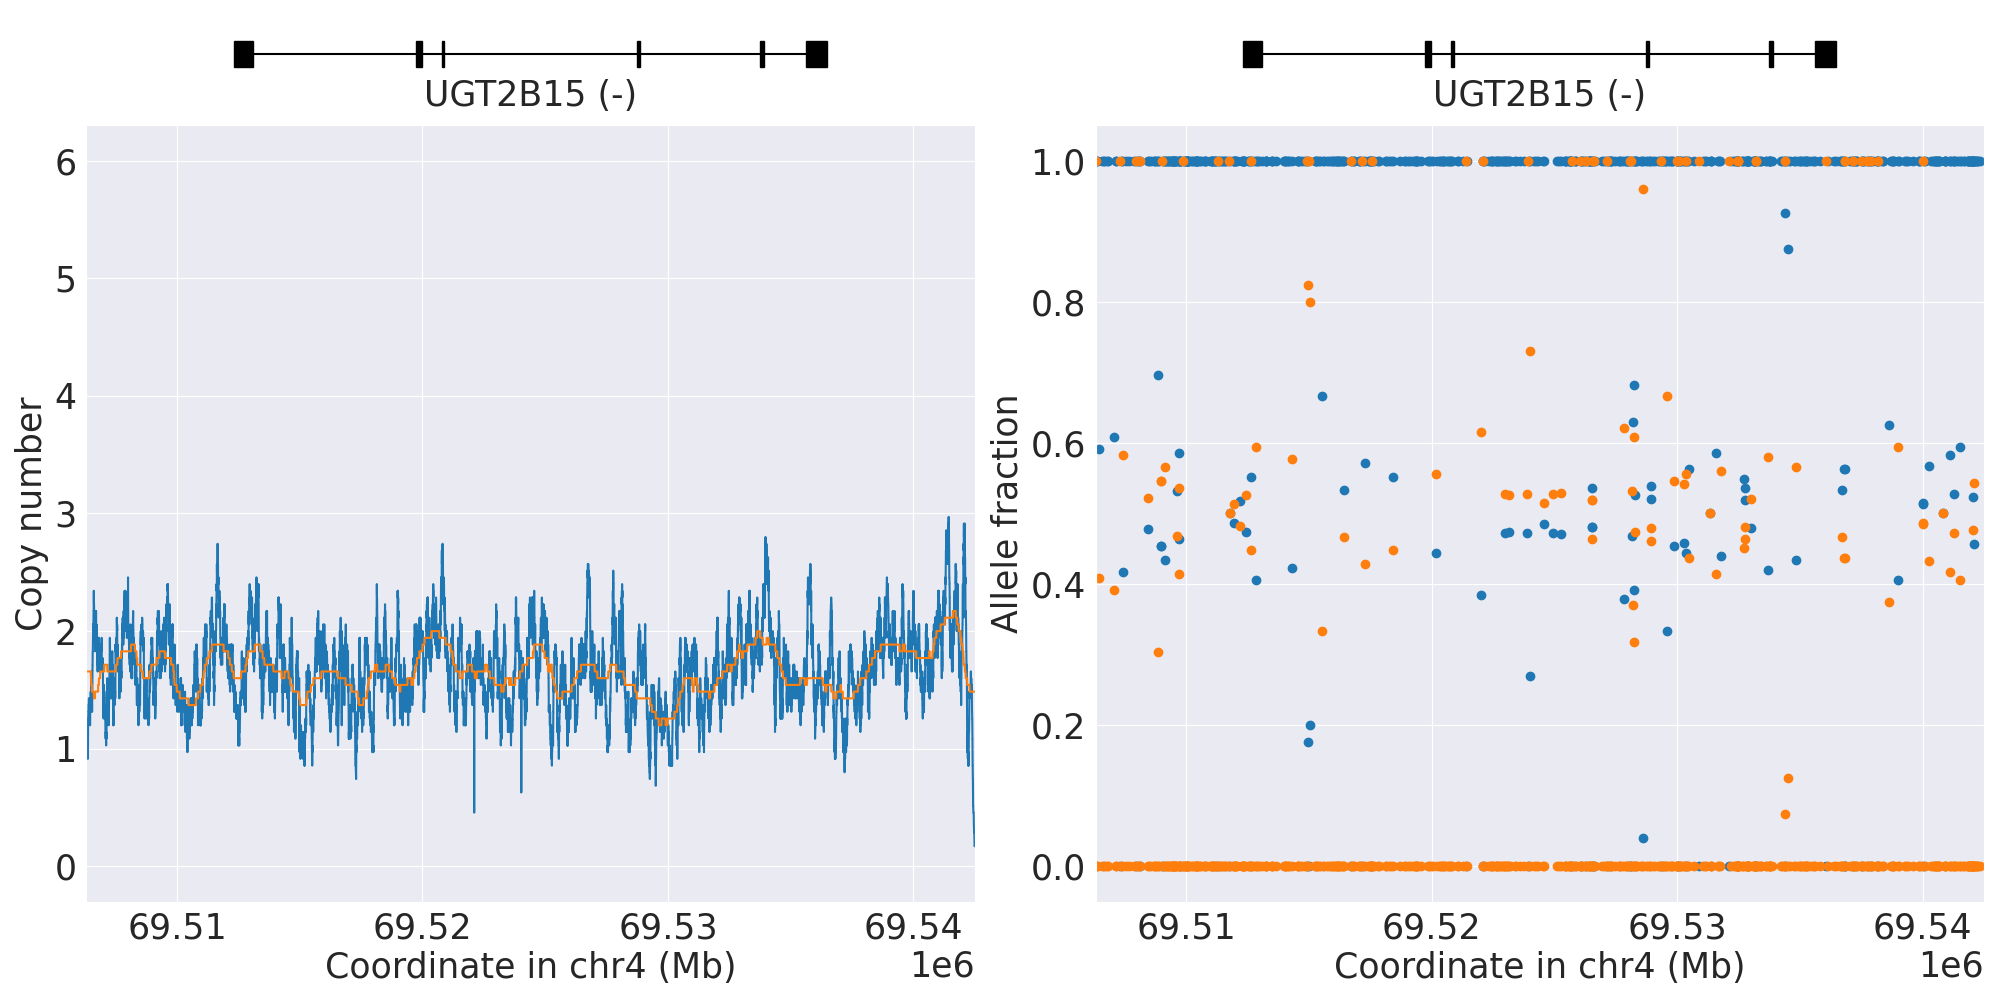 UGT2B15 (-)
6
5
4
3
2
1
0
Copy number
69.51 69.52 69.53 69.54
Coordinate in chr4 (Mb)
1e6
UGT2B15 (-)
1.0
0.8
0.6
0.4
0.2
0.0
Allele fraction
69.51 69.52 69.53 69.54
Coordinate in chr4 (Mb)
1e6